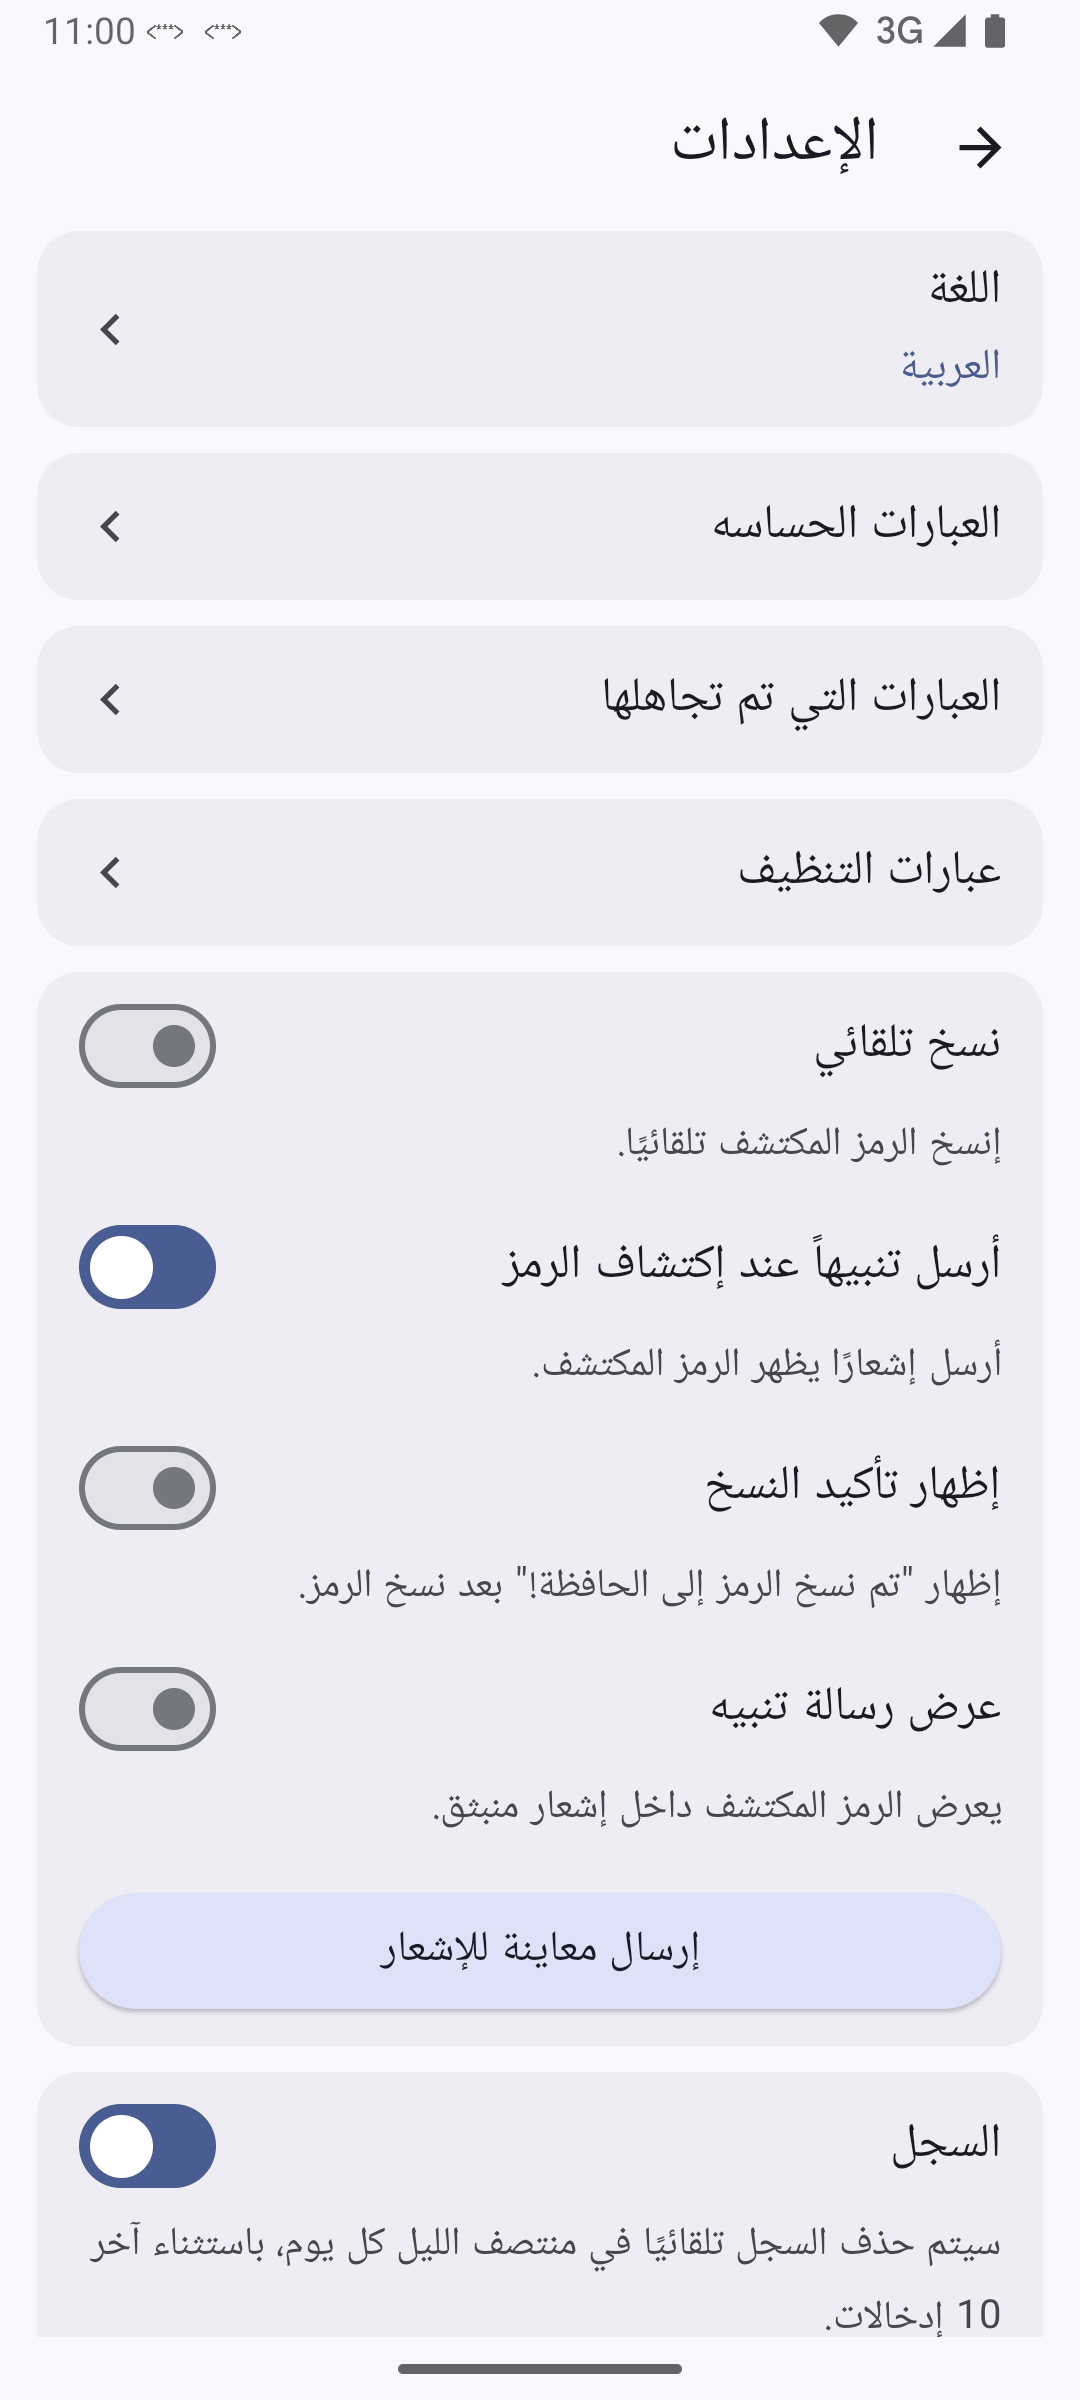 11:00 <***> <***> 3G
الإعدادات
اللغة
العربية
العبارات الحساسه
العبارات التي تم تجاهلها
عبارات التنظيف
نسخ تلقائي
إنسخ الرمز المكتشف تلقائيًا.
أرسل تنبيهاً عند إكتشاف الرمز
أرسل إشعارًا يظهر الرمز المكتشف.
إظهار تأكيد النسخ
إظهار "تم نسخ الرمز إلى الحافظة!" بعد نسخ الرمز.
عرض رسالة تنبيه
يعرض الرمز المكتشف داخل إشعار منبثق.
إرسال معاينة للإشعار
السجل
سيتم حذف السجل تلقائيًا في منتصف الليل كل يوم، باستثناء آخر
10 إدخالات.